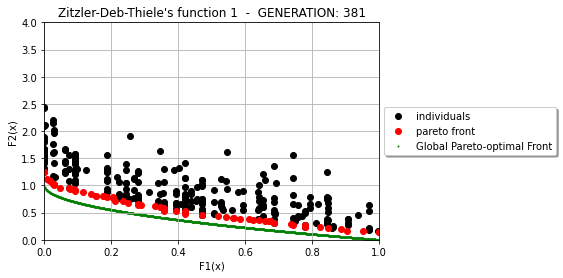 Zitzler-Deb-Thiele's function 1 - GENERATION: 381
4.0
3.5
3.0
2.5
2.0
1.5
1.0
0.5
0.0
F2(x)
0.0 0.2 0.4 0.6 0.8 1.0
F1(x)
individuals
pareto front
Global Pareto-optimal Front